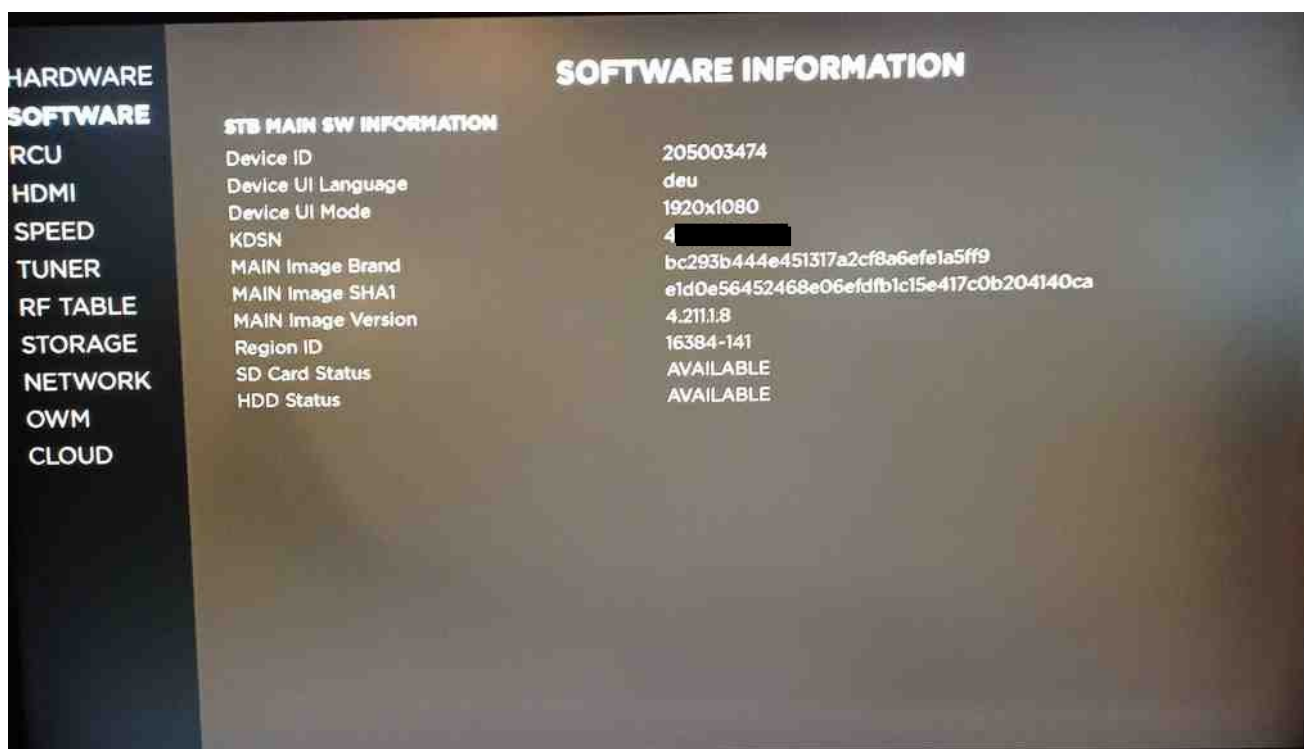 HARDWARE
SOFTWARE
RCU
HDMI
SPEED
TUNER
RF TABLE
STORAGE
NETWORK
OWM
CLOUD
SOFTWARE INFORMATION
STB MAIN SW INFORMATION
Device ID 205003474
Device UI Language deu
Device UI Mode 1920x1080
KDSN 4
MAIN Image Brand bc293b444e451317a2cf8a6efe1a5ff9
MAIN Image SHA1 e1d0e56452468e06efdfb1c15e417c0b204140ca
MAIN Image Version 4.211.1.8
Region ID 16384-141
SD Card Status AVAILABLE
HDD Status AVAILABLE